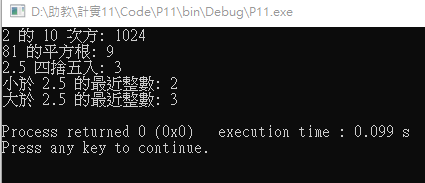 D:\助教\計實11\Code\P11\bin\Debug\P11.exe
2 的 10 次方: 1024
81 的平方根: 9
2.5 四捨五入: 3
小於 2.5 的最近整數: 2
大於 2.5 的最近整數: 3
Process returned 0 (0x0)   execution time : 0.099 s
Press any key to continue.